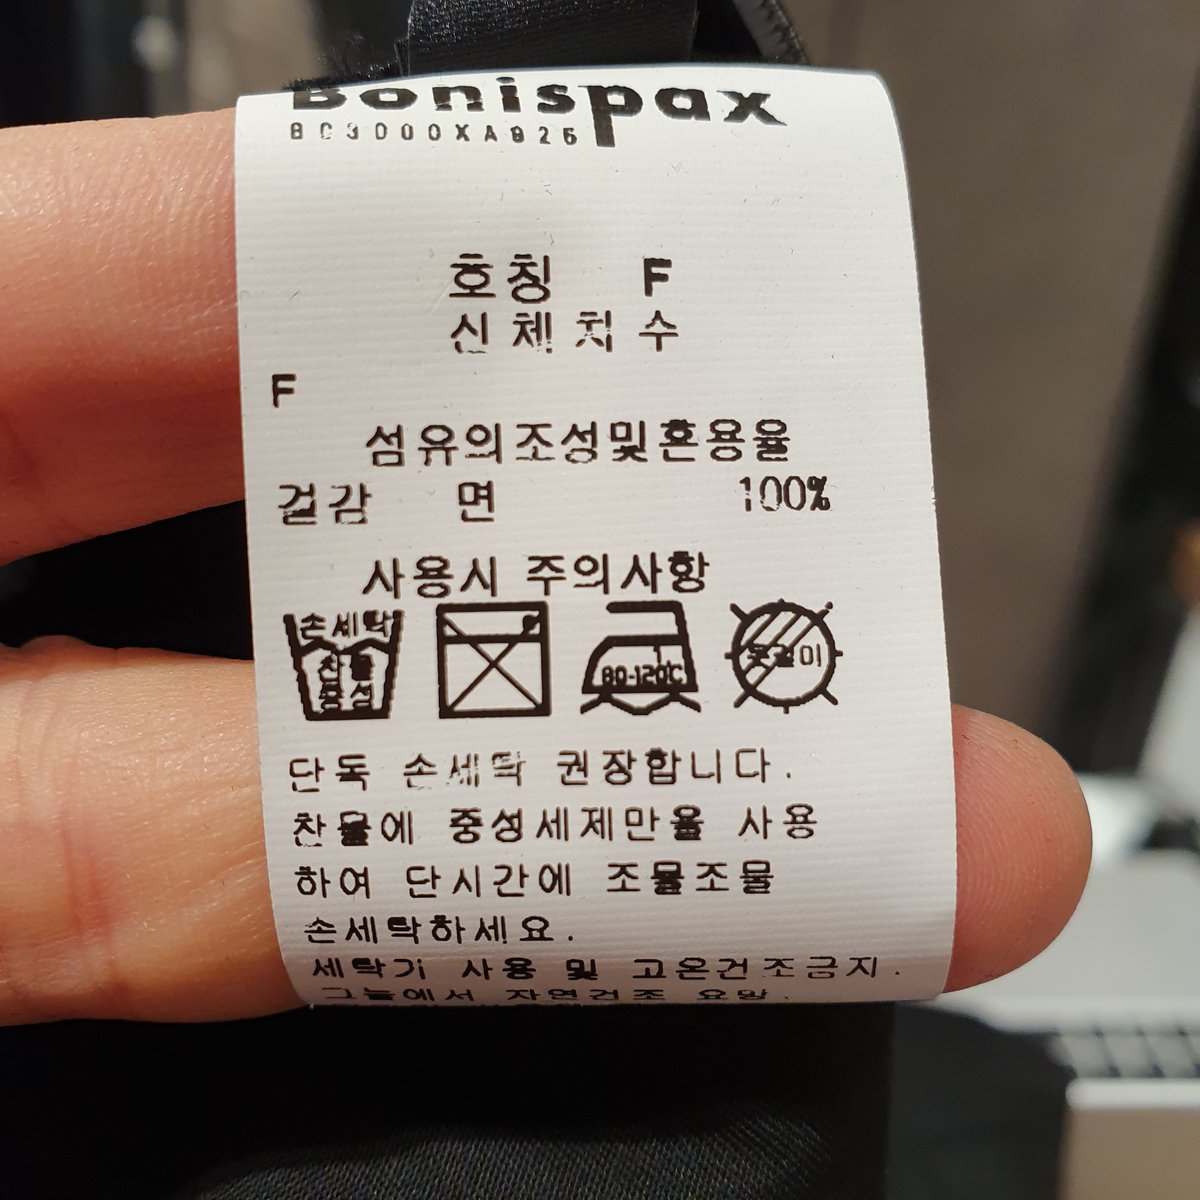 Bonispax
BC3D00XA926
호칭 F
신체치수
F
섬유의조성및혼용율
겉감 면 100%
사용시 주의사항
손세탁
찬물
중성
80-120℃
단독 손세탁 권장합니다.
찬물에 중성세제만을 사용
하여 단시간에 조물조물
손세탁하세요.
세탁기 사용 및 고온건조금지.
그늘에서 자연건조 요망.